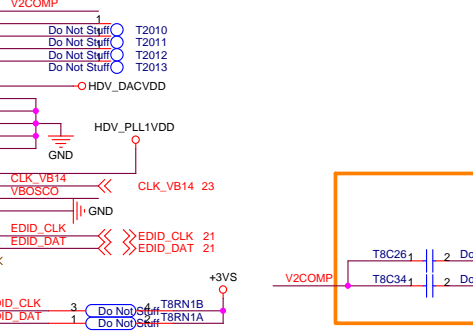 V2COMP
1
Do Not Stuff T2010
Do Not Stuff T2011
Do Not Stuff T2012
Do Not Stuff T2013
HDV_DACVDD
HDV_PLL1VDD
GND
CLK_VB14 CLK_VB14 23
VBOSCO
GND
EDID_CLK EDID_CLK 21
EDID_DAT EDID_DAT 21
+3VS
T8C26 1 2 Do
V2COMP T8C34 1 2 Do
DID_CLK 3 Do Not Stuff 4 T8RN1B
DID_DAT 1 Do Not Stuff 2 T8RN1A